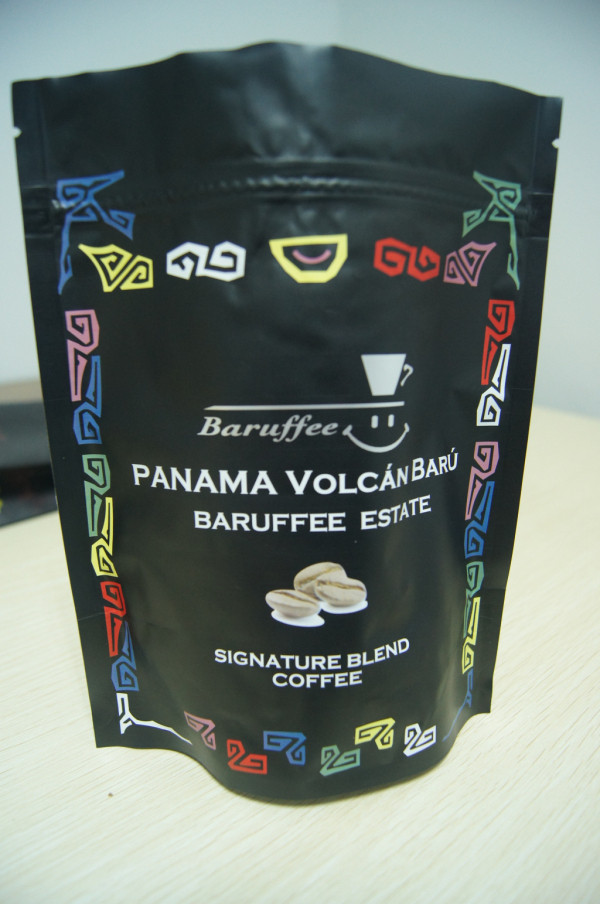 Baruffee
PANAMA VOLCÁN BARÚ
BARUFFEE ESTATE
SIGNATURE BLEND
COFFEE